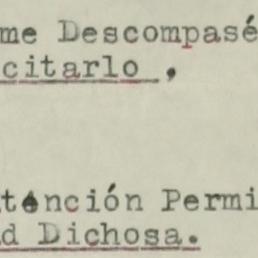 me Descompasé
citarlo ,
tención Permi
d Dichosa.